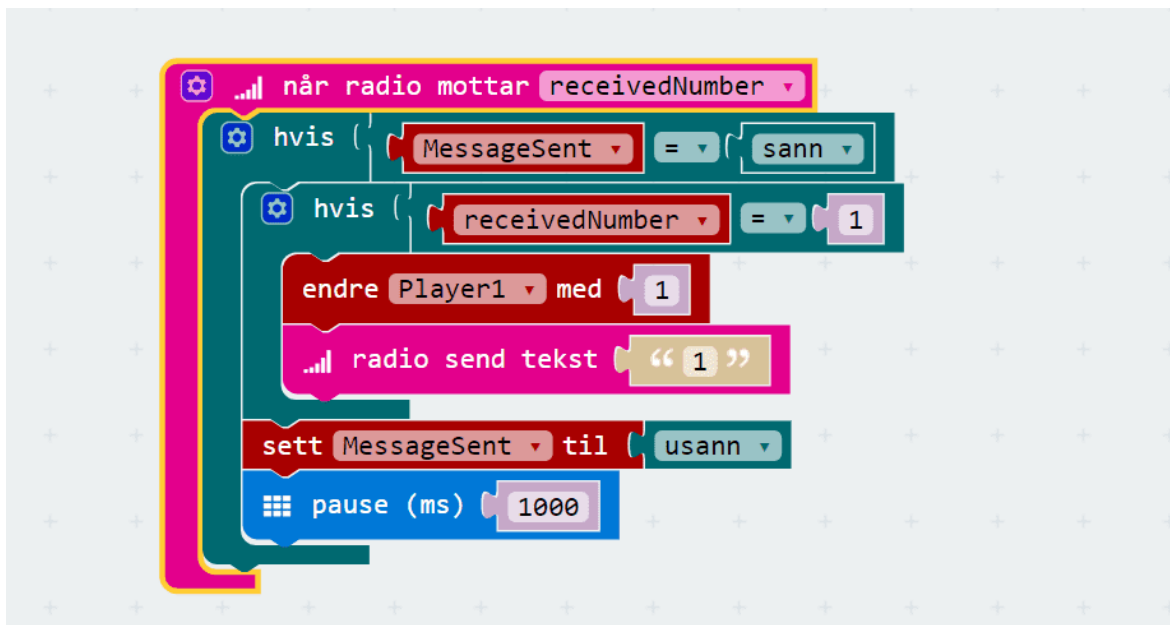 når radio mottar receivedNumber
hvis ( MessageSent = ( sann
hvis ( receivedNumber = 1
endre Player1 med 1
radio send tekst “ 1 ”
sett MessageSent til usann
pause (ms) 1000